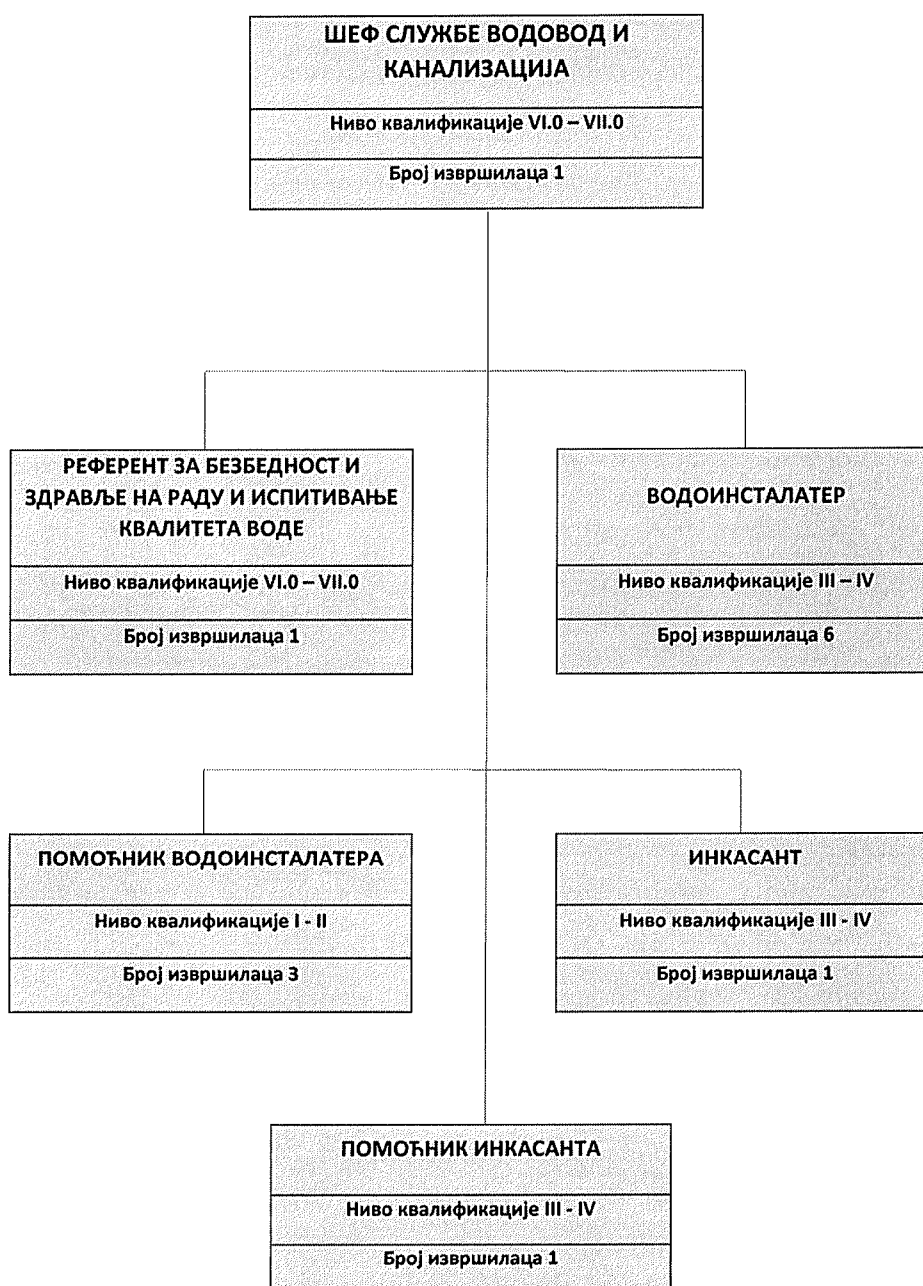 ШЕФ СЛУЖБЕ ВОДОВОД И
КАНАЛИЗАЦИЈА
Ниво квалификације VI.0 – VII.0
Број извршилаца 1
РЕФЕРЕНТ ЗА БЕЗБЕДНОСТ И
ЗДРАВЉЕ НА РАДУ И ИСПИТИВАЊЕ
КВАЛИТЕТА ВОДЕ
Ниво квалификације VI.0 – VII.0
Број извршилаца 1
ВОДОИНСТАЛАТЕР
Ниво квалификације III – IV
Број извршилаца 6
ПОМОЋНИК ВОДОИНСТАЛАТЕРА
Ниво квалификације I - II
Број извршилаца 3
ИНКАСАНТ
Ниво квалификације III - IV
Број извршилаца 1
ПОМОЋНИК ИНКАСАНТА
Ниво квалификације III - IV
Број извршилаца 1